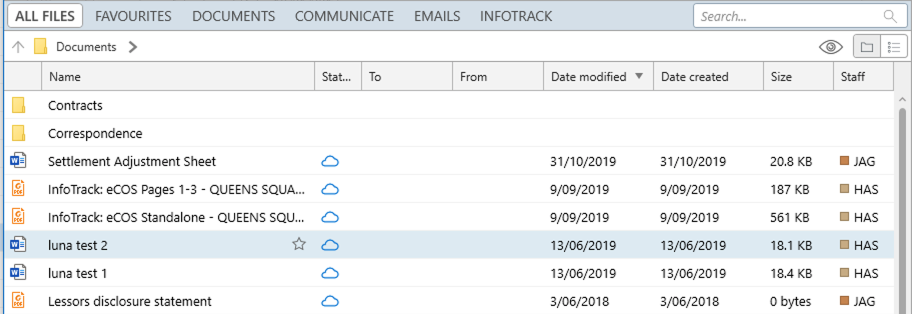 ALL FILES FAVOURITES DOCUMENTS COMMUNICATE EMAILS INFOTRACK Search...
Documents
Name Stat... To From Date modified Date created Size Staff
Contracts
Correspondence
Settlement Adjustment Sheet 31/10/2019 31/10/2019 20.8 KB JAG
InfoTrack: eCOS Pages 1-3 - QUEENS SQUA... 9/09/2019 9/09/2019 187 KB HAS
InfoTrack: eCOS Standalone - QUEENS SQU... 9/09/2019 9/09/2019 561 KB HAS
luna test 2 13/06/2019 13/06/2019 18.1 KB HAS
luna test 1 13/06/2019 13/06/2019 18.4 KB HAS
Lessors disclosure statement 3/06/2018 3/06/2018 0 bytes JAG